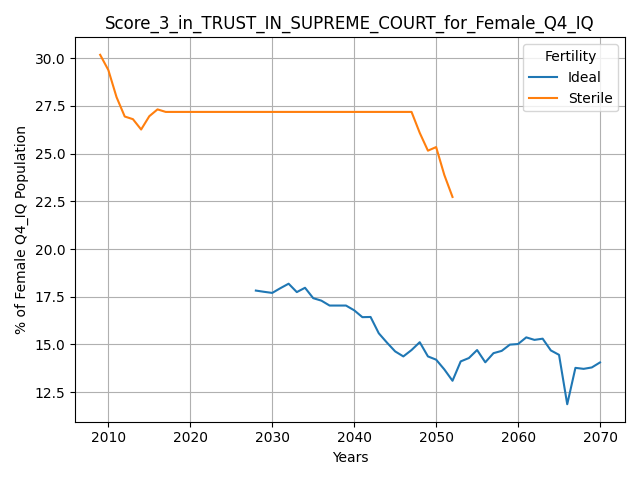 Score_3_in_TRUST_IN_SUPREME_COURT_for_Female_Q4_IQ
Fertility
Ideal
Sterile
% of Female Q4_IQ Population
30.0
27.5
25.0
22.5
20.0
17.5
15.0
12.5
2010
2020
2030
2040
2050
2060
2070
Years